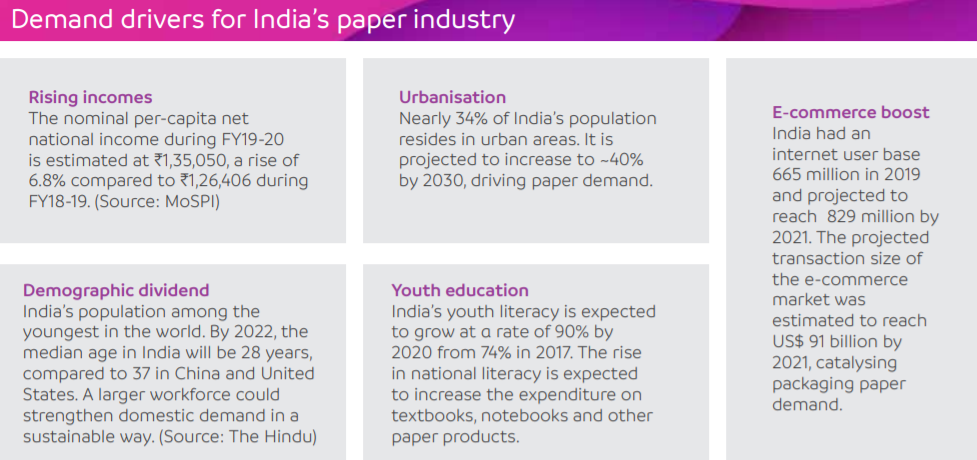 Demand drivers for India's paper industry
Rising incomes
The nominal per-capita net
national income during FY19-20
is estimated at ₹1,35,050, a rise of
6.8% compared to ₹1,26,406 during
FY18-19. (Source: MoSPI)
Urbanisation
Nearly 34% of India's population
resides in urban areas. It is
projected to increase to ~40%
by 2030, driving paper demand.
E-commerce boost
India had an
internet user base
665 million in 2019
and projected to
reach 829 million by
2021. The projected
transaction size of
the e-commerce
market was
estimated to reach
US$ 91 billion by
2021, catalysing
packaging paper
demand.
Demographic dividend
India's population among the
youngest in the world. By 2022, the
median age in India will be 28 years,
compared to 37 in China and United
States. A larger workforce could
strengthen domestic demand in a
sustainable way. (Source: The Hindu)
Youth education
India's youth literacy is expected
to grow at a rate of 90% by
2020 from 74% in 2017. The rise
in national literacy is expected
to increase the expenditure on
textbooks, notebooks and other
paper products.